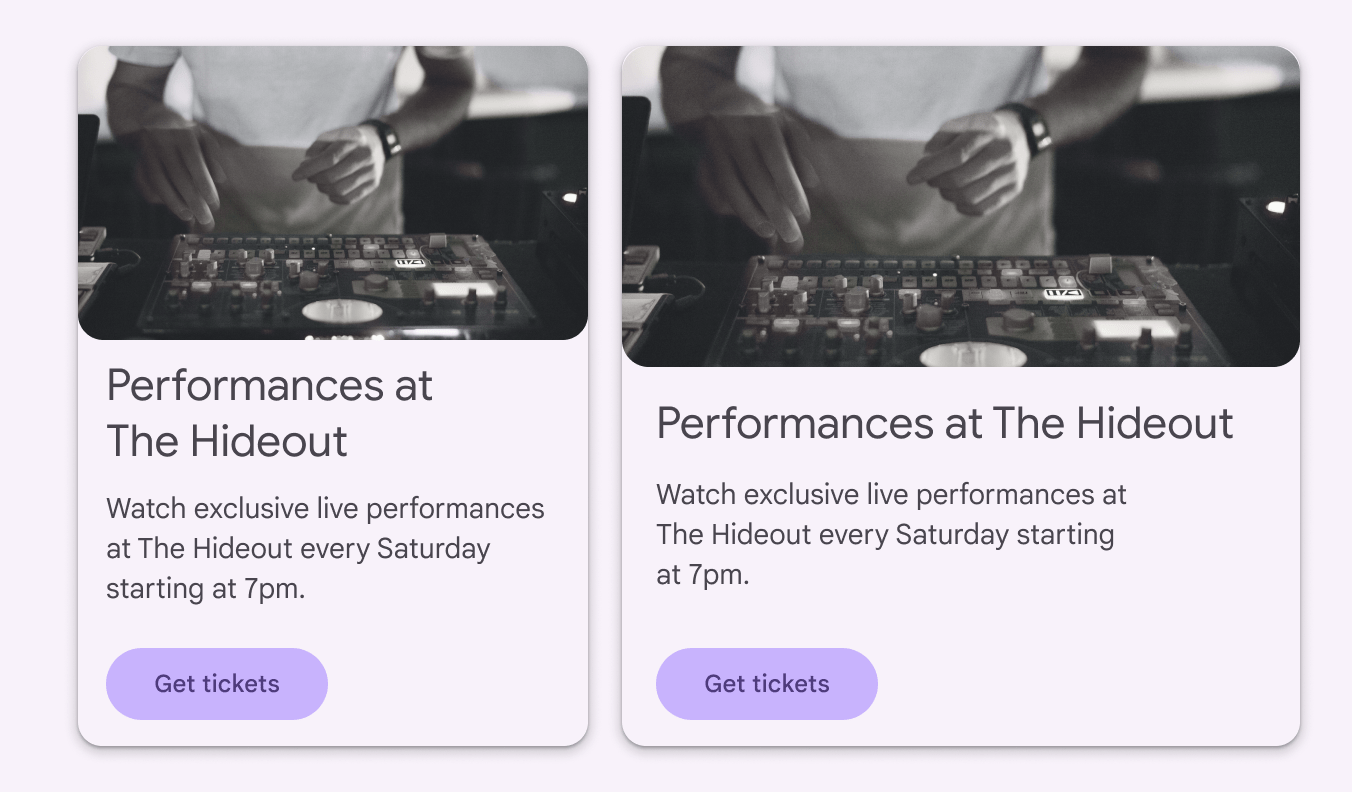 Performances at
The Hideout
Watch exclusive live performances
at The Hideout every Saturday
starting at 7pm.
Get tickets
Performances at The Hideout
Watch exclusive live performances at
The Hideout every Saturday starting
at 7pm.
Get tickets